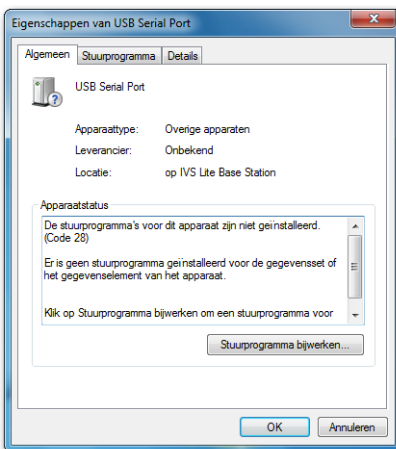 Eigenschappen van USB Serial Port
Algemeen Stuurprogramma Details
USB Serial Port
Apparaattype: Overige apparaten
Leverancier: Onbekend
Locatie: op IVS Lite Base Station
Apparaatstatus
De stuurprogramma's voor dit apparaat zijn niet geïnstalleerd.
(Code 28)
Er is geen stuurprogramma geïnstalleerd voor de gegevensset of
het gegevenselement van het apparaat.
Klik op Stuurprogramma bijwerken om een stuurprogramma voor
Stuurprogramma bijwerken...
OK Annuleren